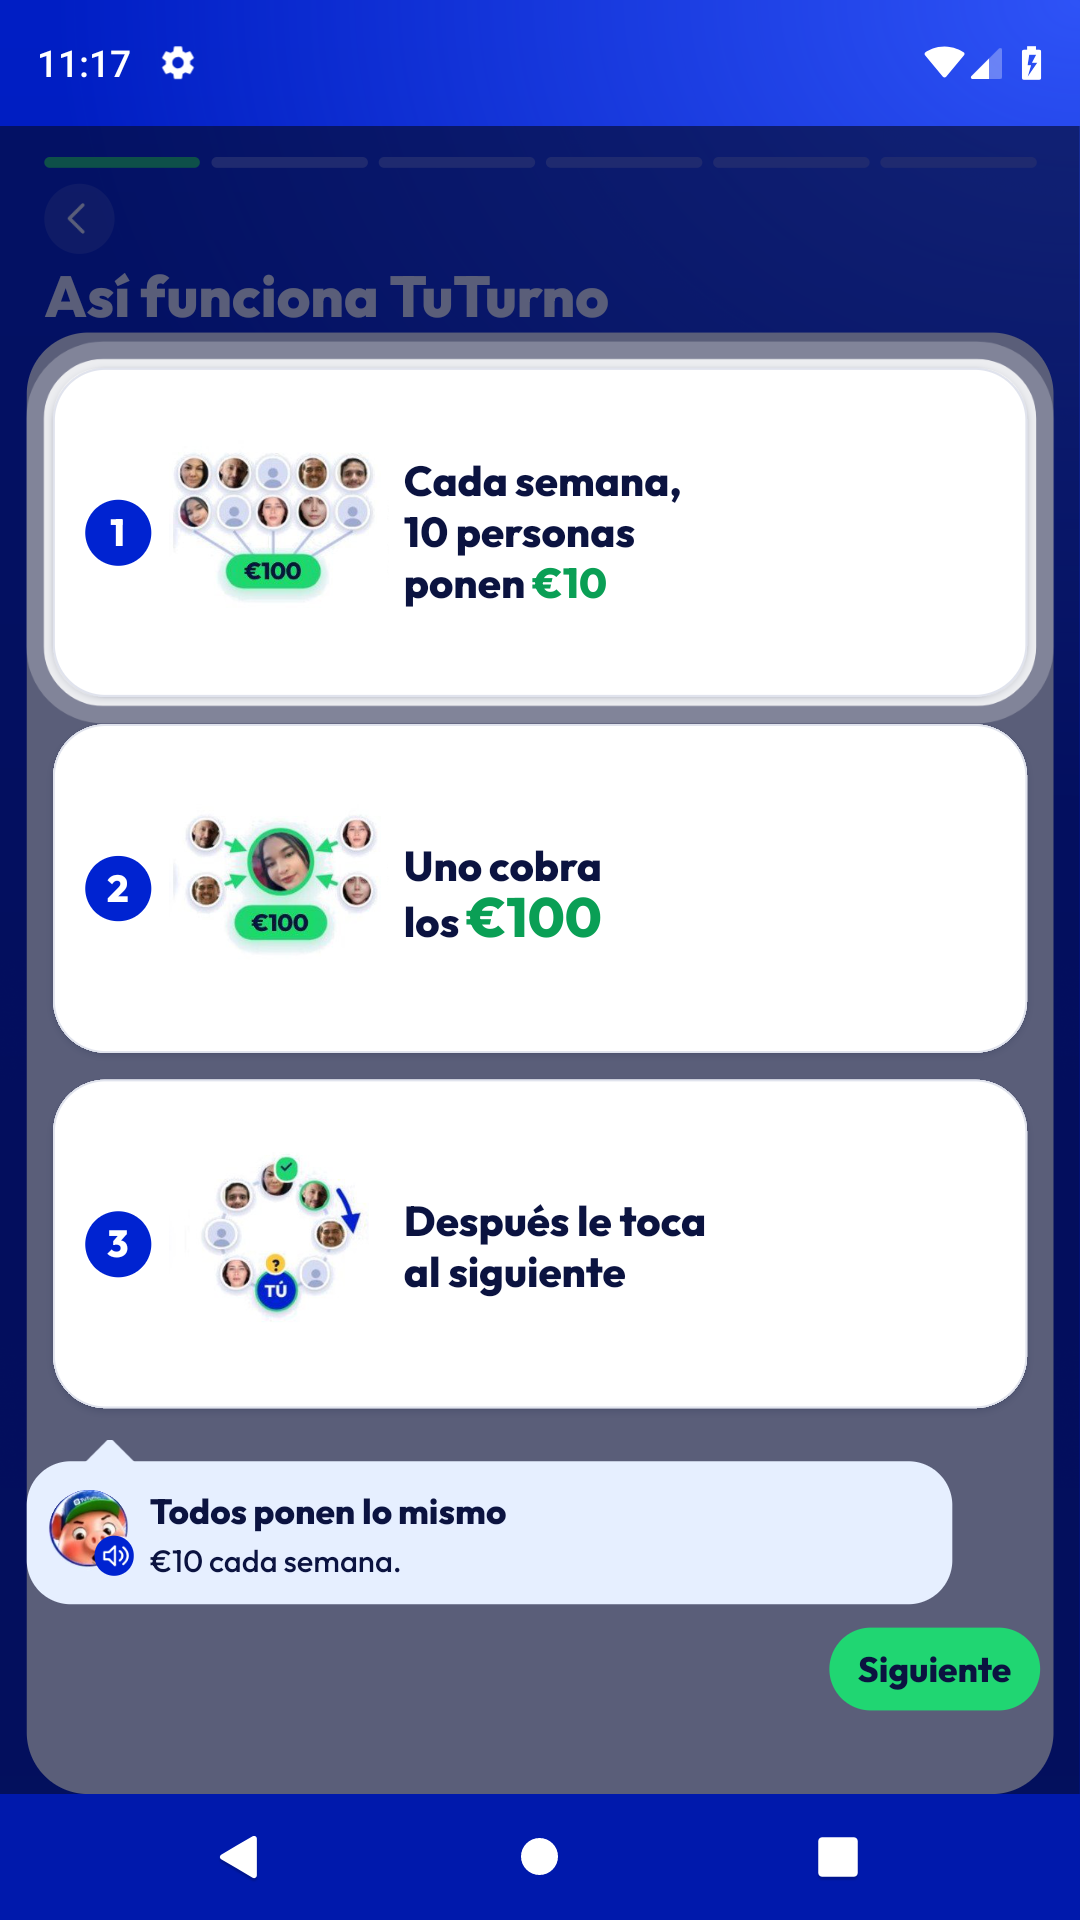 11:17
Así funciona TuTurno
1
€100
Cada semana,
10 personas
ponen €10
2
€100
Uno cobra
los €100
3
?
TÚ
Después le toca
al siguiente
Todos ponen lo mismo
€10 cada semana.
Siguiente